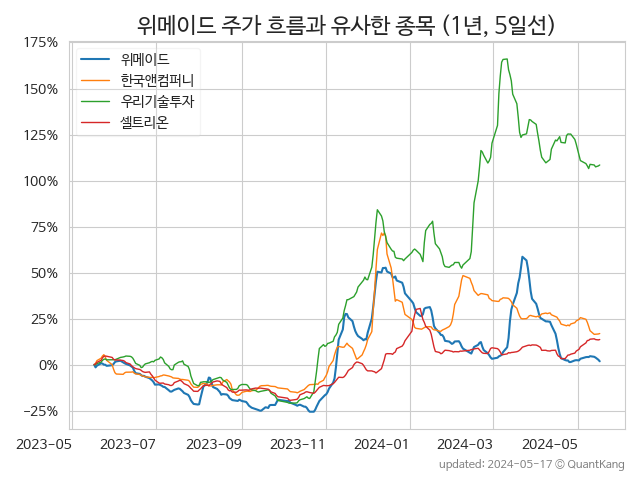 위메이드 주가 흐름과 유사한 종목 (1년, 5일선)
175%
150%
125%
100%
75%
50%
25%
0%
−25%
위메이드
한국앤컴퍼니
우리기술투자
셀트리온
2023-05 2023-07 2023-09 2023-11 2024-01 2024-03 2024-05
updated: 2024-05-17 © QuantKang